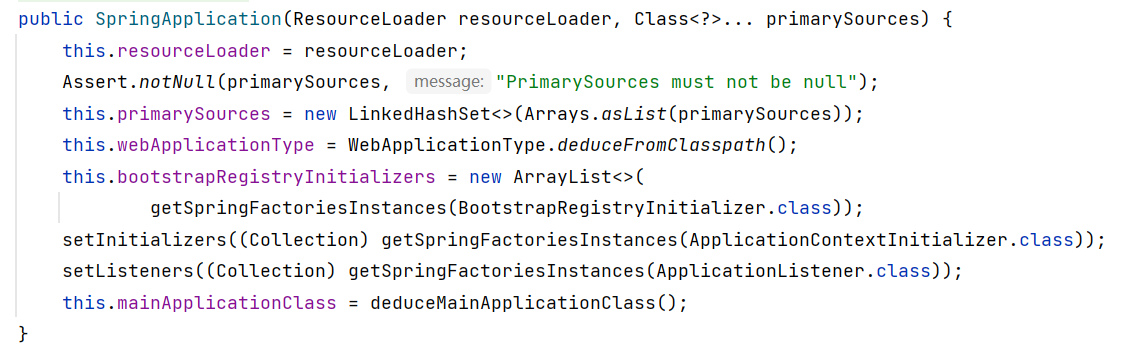 public SpringApplication(ResourceLoader resourceLoader, Class<?>... primarySources) {
    this.resourceLoader = resourceLoader;
    Assert.notNull(primarySources, message: "PrimarySources must not be null");
    this.primarySources = new LinkedHashSet<>(Arrays.asList(primarySources));
    this.webApplicationType = WebApplicationType.deduceFromClasspath();
    this.bootstrapRegistryInitializers = new ArrayList<>(
            getSpringFactoriesInstances(BootstrapRegistryInitializer.class));
    setInitializers((Collection) getSpringFactoriesInstances(ApplicationContextInitializer.class));
    setListeners((Collection) getSpringFactoriesInstances(ApplicationListener.class));
    this.mainApplicationClass = deduceMainApplicationClass();
}